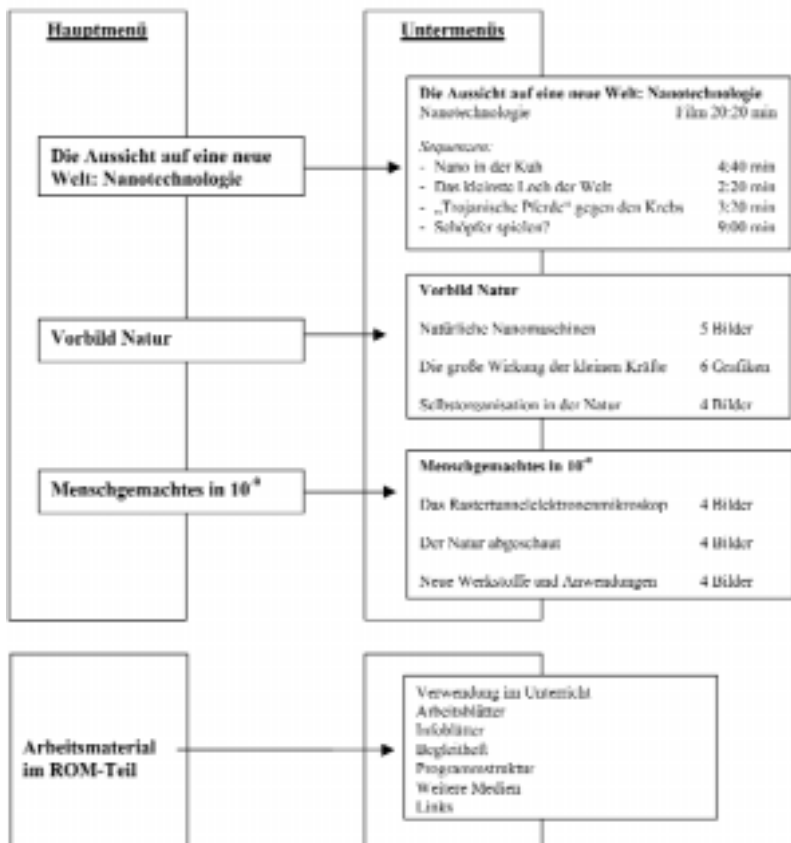 Hauptmenü
Untermenüs
Die Aussicht auf eine neue
Welt: Nanotechnologie
Die Aussicht auf eine neue Welt: Nanotechnologie
Nanotechnologie Film 20:20 min
Sequenzen:
- Nano in der Kuh 4:40 min
- Das kleinste Loch der Welt 2:20 min
- „Trojanische Pferde“ gegen den Krebs 3:20 min
- Schöpfer spielen? 9:00 min
Vorbild Natur
Vorbild Natur
Natürliche Nanomaschinen 5 Bilder
Die große Wirkung der kleinen Kräfte 6 Grafiken
Selbstorganisation in der Natur 4 Bilder
Menschgemachtes in 10⁻⁹
Menschgemachtes in 10⁻⁹
Das Rastertunnelelektronenmikroskop 4 Bilder
Der Natur abgeschaut 4 Bilder
Neue Werkstoffe und Anwendungen 4 Bilder
Arbeitsmaterial
im ROM-Teil
Verwendung im Unterricht
Arbeitsblätter
Infoblätter
Begleitheft
Programmstruktur
Weitere Medien
Links